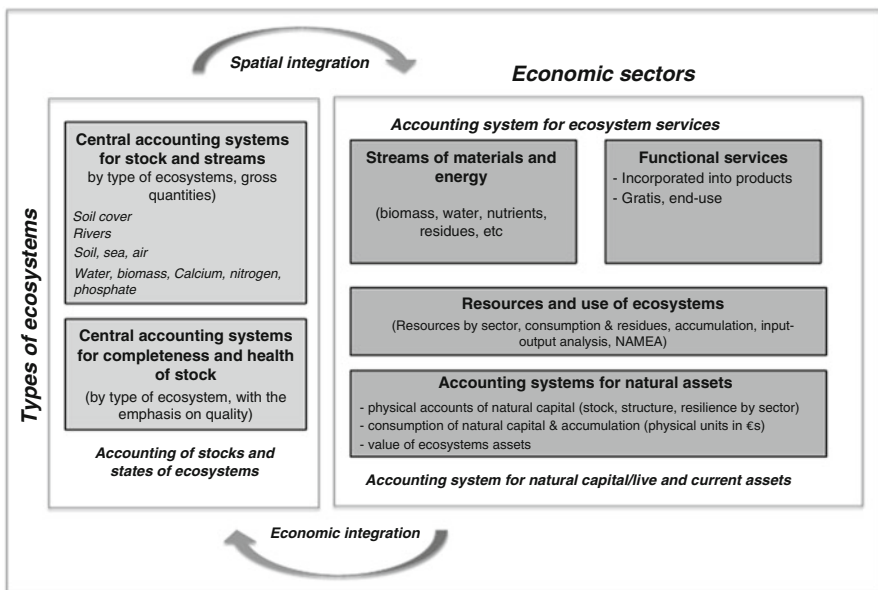 Spatial integration
Economic sectors
Types of ecosystems
Central accounting systems
for stock and streams
by type of ecosystems, gross
quantities)
Soil cover
Rivers
Soil, sea, air
Water, biomass, Calcium, nitrogen,
phosphate
Central accounting systems
for completeness and health
of stock
(by type of ecosystem, with the
emphasis on quality)
Accounting of stocks and
states of ecosystems
Accounting system for ecosystem services
Streams of materials and
energy
(biomass, water, nutrients,
residues, etc
Functional services
- Incorporated into products
- Gratis, end-use
Resources and use of ecosystems
(Resources by sector, consumption & residues, accumulation, input-
output analysis, NAMEA)
Accounting systems for natural assets
- physical accounts of natural capital (stock, structure, resilience by sector)
- consumption of natural capital & accumulation (physical units in €s)
- value of ecosystems assets
Accounting system for natural capital/live and current assets
Economic integration